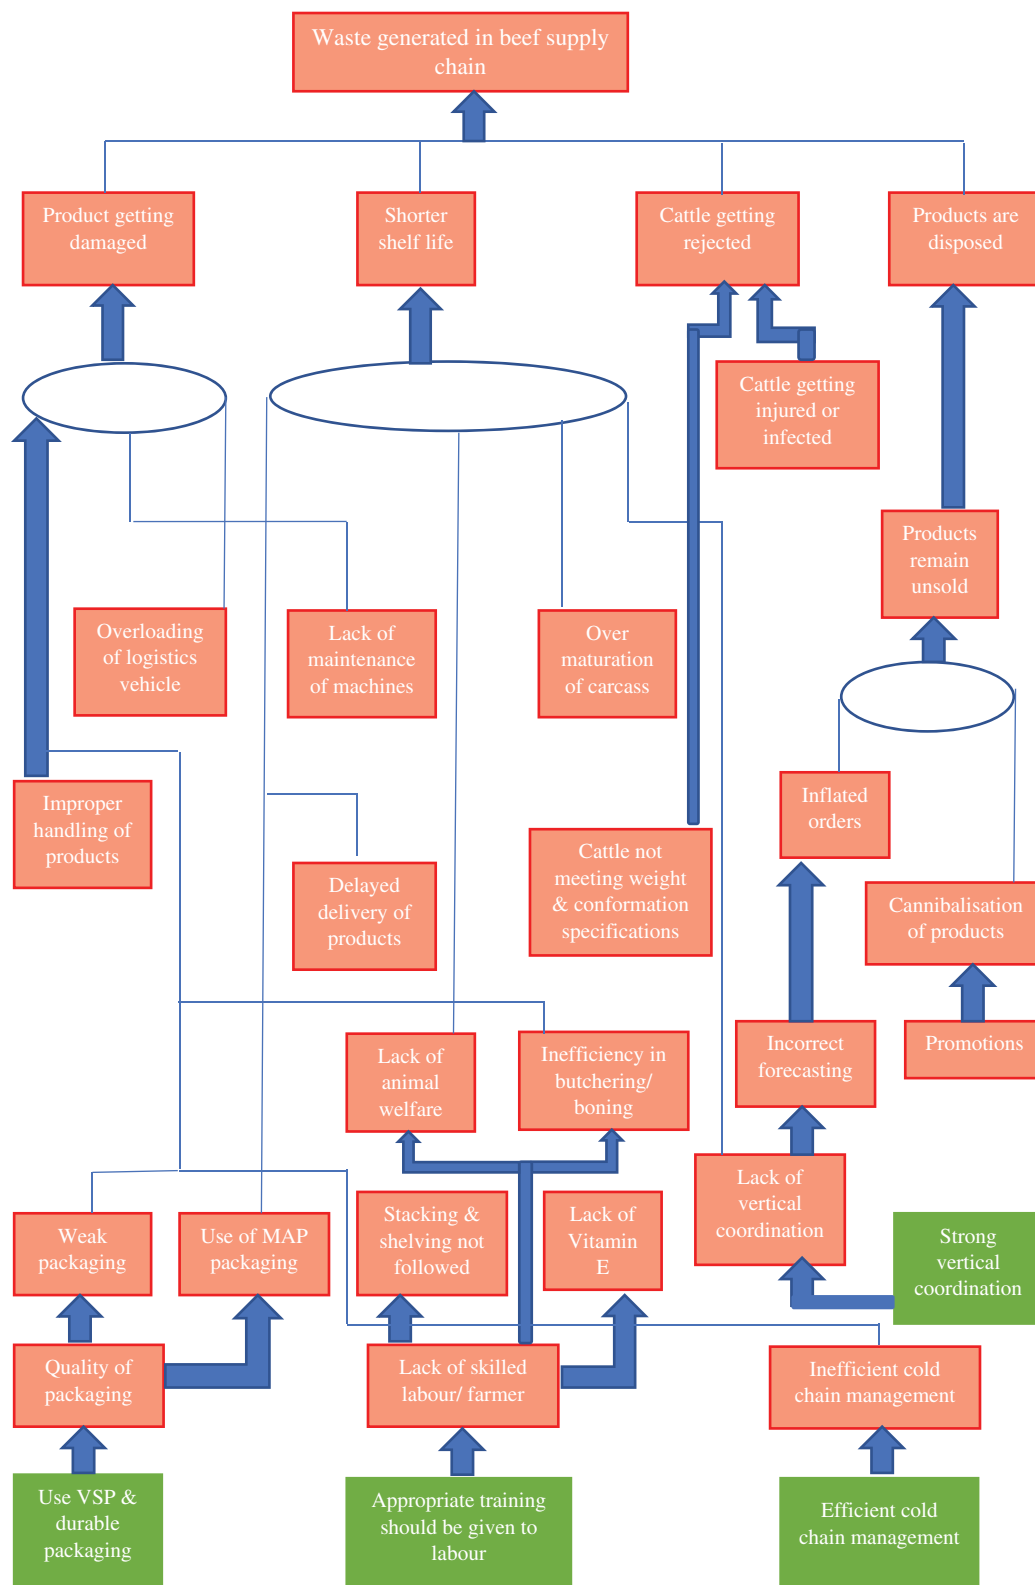 Waste generated in beef supply
chain
Product getting
damaged
Shorter
shelf life
Cattle getting
rejected
Products are
disposed
Cattle getting
injured or
infected
Products
remain
unsold
Overloading
of logistics
vehicle
Lack of
maintenance
of machines
Over
maturation
of carcass
Improper
handling of
products
Inflated
orders
Delayed
delivery of
products
Cattle not
meeting weight
& conformation
specifications
Cannibalisation
of products
Lack of
animal
welfare
Inefficiency in
butchering/
boning
Incorrect
forecasting
Promotions
Weak
packaging
Use of MAP
packaging
Stacking &
shelving not
followed
Lack of
Vitamin
E
Lack of
vertical
coordination
Strong
vertical
coordination
Quality of
packaging
Lack of skilled
labour/ farmer
Inefficient cold
chain management
Use VSP &
durable
packaging
Appropriate training
should be given to
labour
Efficient cold
chain management